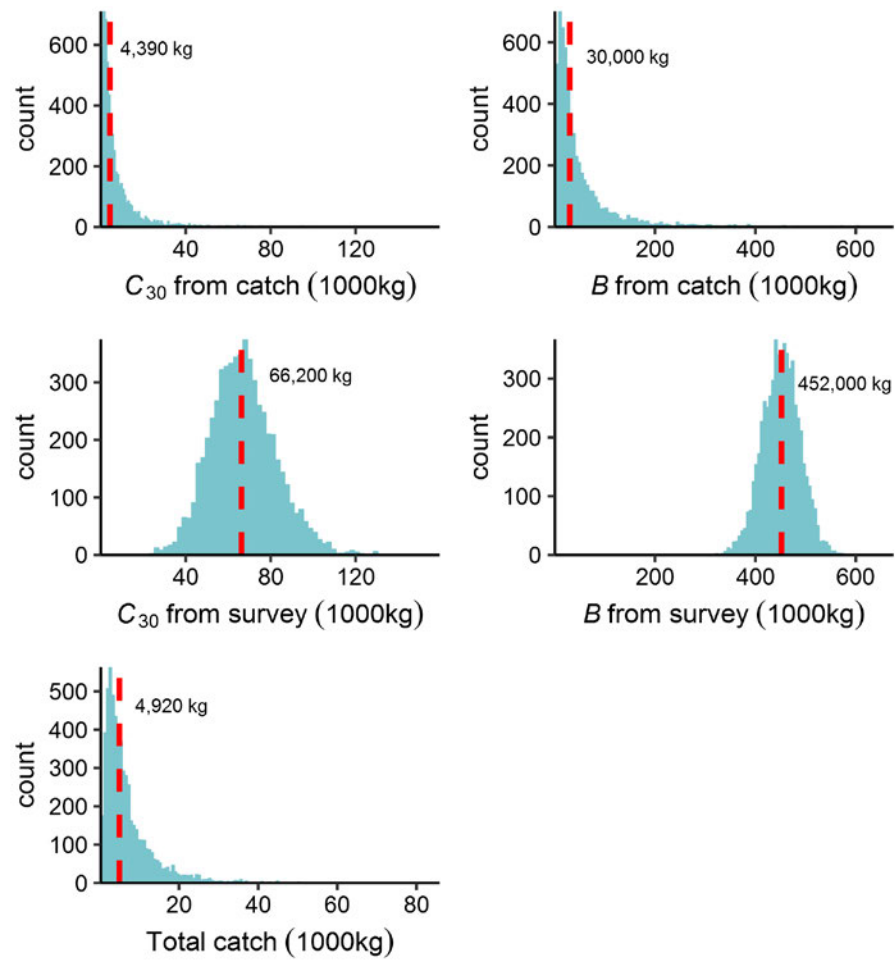 600
400
200
0
count
4,390 kg
40 80 120
C30 from catch (1000kg)
600
400
200
0
count
30,000 kg
200 400 600
B from catch (1000kg)
300
200
100
0
count
66,200 kg
40 80 120
C30 from survey (1000kg)
300
200
100
0
count
452,000 kg
200 400 600
B from survey (1000kg)
500
400
300
200
100
0
count
4,920 kg
20 40 60 80
Total catch (1000kg)